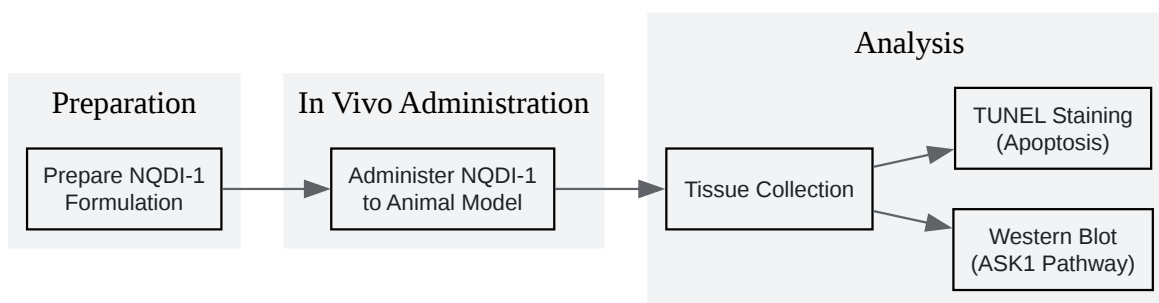 Preparation
Prepare NQDI-1
Formulation
In Vivo Administration
Administer NQDI-1
to Animal Model
Analysis
Tissue Collection
TUNEL Staining
(Apoptosis)
Western Blot
(ASK1 Pathway)